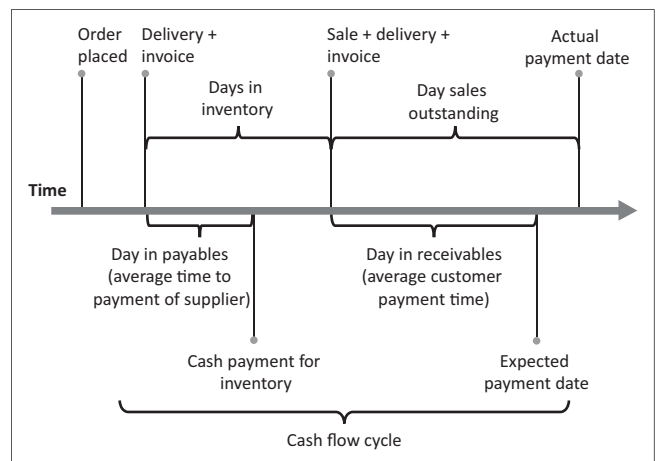 Order
placed
Delivery +
invoice
Sale + delivery +
invoice
Actual
payment date
Days in
inventory
Day sales
outstanding
Time
Day in payables
(average time to
payment of supplier)
Day in receivables
(average customer
payment time)
Cash payment for
inventory
Expected
payment date
Cash flow cycle